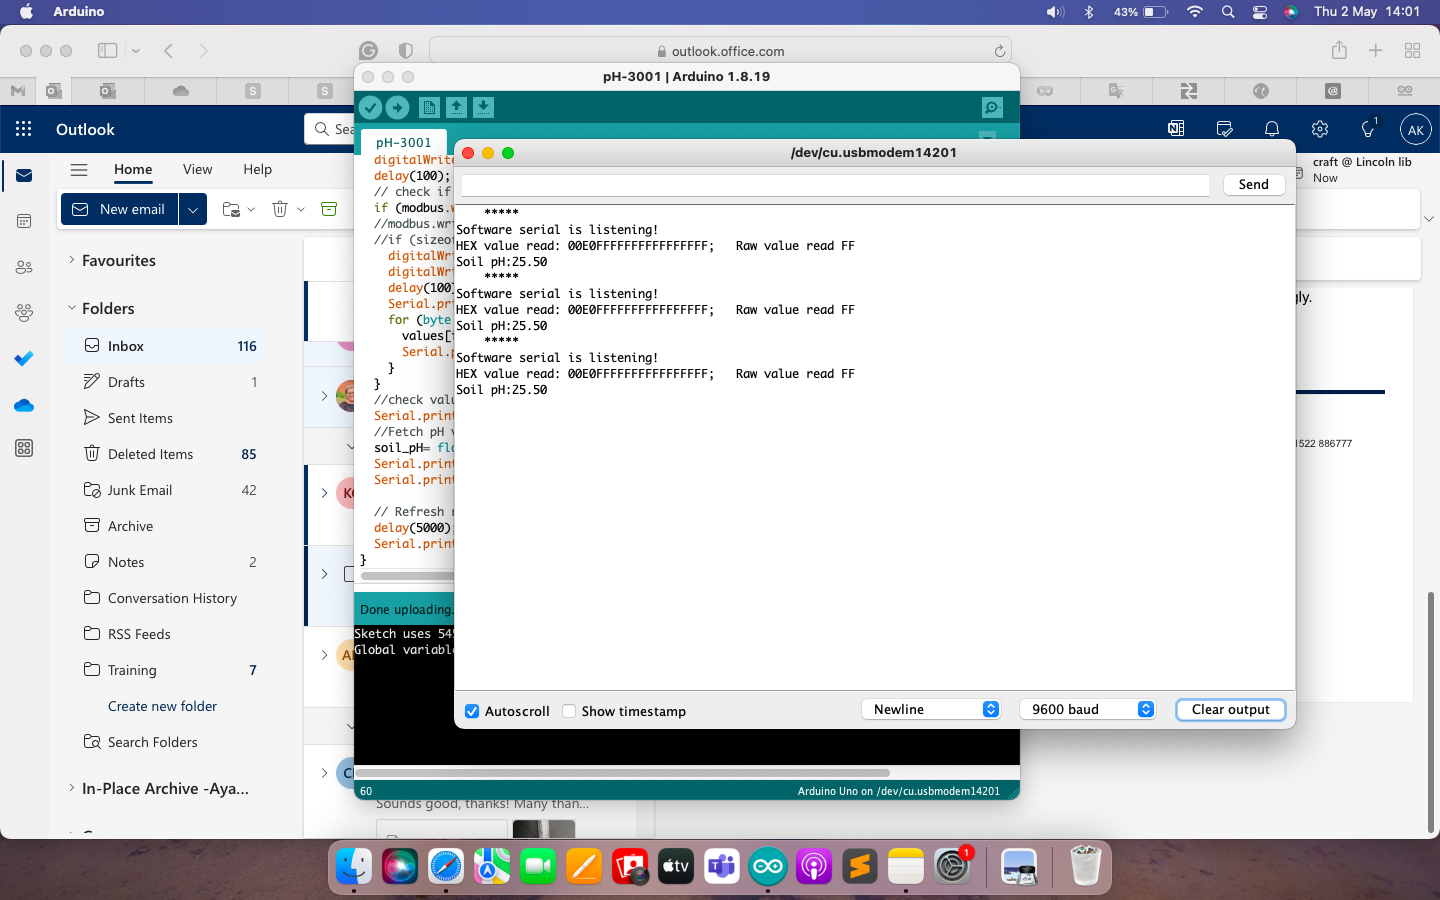 Arduino
43%
Thu 2 May 14:01
outlook.office.com
pH-3001 | Arduino 1.8.19
Outlook
AK
1
pH-3001
/dev/cu.usbmodem14201
craft @ Lincoln lib
Now
Home
View
Help
Send
New email
digitalWrit
delay(100);
// check if
if (modbus.
//modbus.wr
//if (sizeo
digitalWr
digitalWr
delay(100
Serial.pr
for (byte
values[
Serial.
}
}
//check val
Serial.prin
//Fetch pH
soil_pH= fl
Serial.prin
Serial.prin
// Refresh
delay(5000)
Serial.prin
}
*****
Software serial is listening!
HEX value read: 00E0FFFFFFFFFFFFFFFF;   Raw value read FF
Soil pH:25.50
*****
Software serial is listening!
HEX value read: 00E0FFFFFFFFFFFFFFFF;   Raw value read FF
Soil pH:25.50
*****
Software serial is listening!
HEX value read: 00E0FFFFFFFFFFFFFFFF;   Raw value read FF
Soil pH:25.50
Favourites
Folders
Inbox 116
Drafts 1
Sent Items
Deleted Items 85
Junk Email 42
Archive
Notes 2
Conversation History
RSS Feeds
Training 7
Create new folder
Search Folders
In-Place Archive -Aya...
gly.
1522 886777
Done uploading.
Sketch uses 54
Global variabl
Autoscroll
Show timestamp
Newline
9600 baud
Clear output
60
Arduino Uno on /dev/cu.usbmodem14201
Sounds good, thanks! Many than...
tv
1